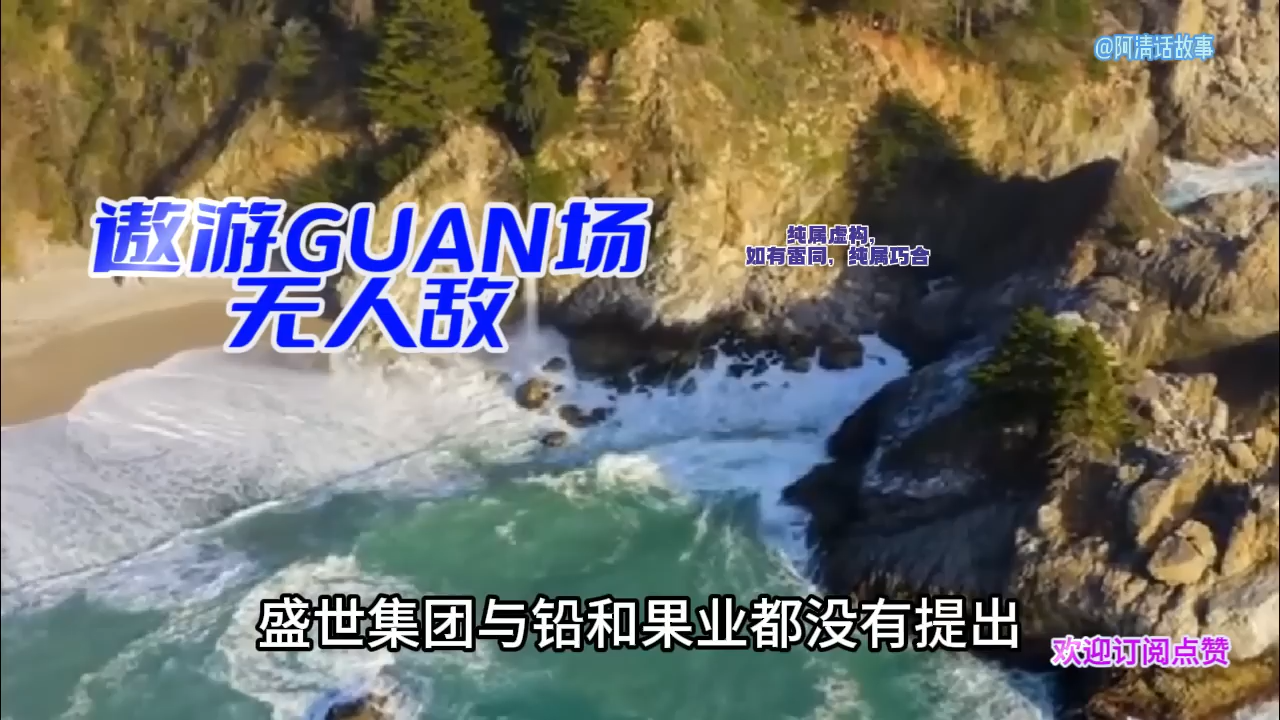 @阿清话故事
遨游GUAN场
无人敌
纯属虚构，
如有雷同，纯属巧合
盛世集团与铅和果业都没有提出
欢迎订阅点赞